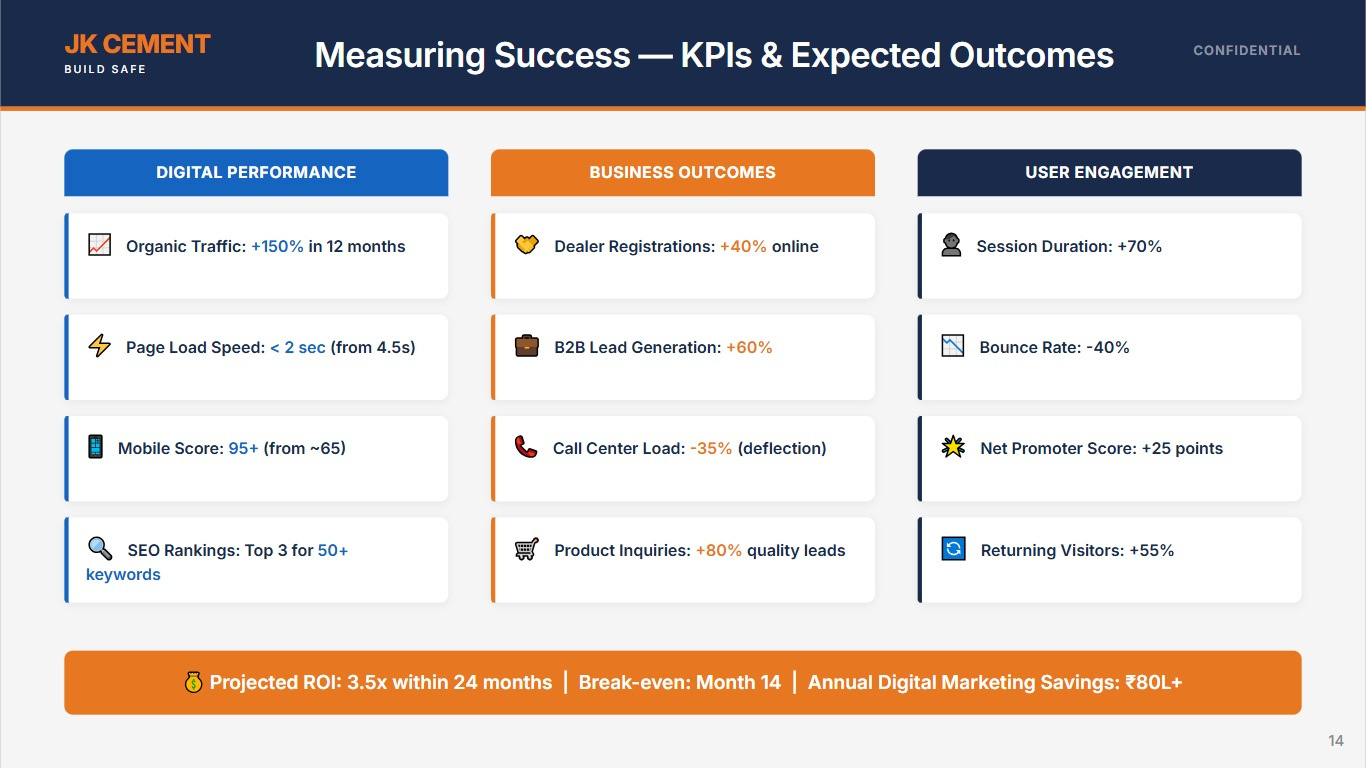 JK CEMENT
BUILD SAFE
Measuring Success — KPIs & Expected Outcomes
CONFIDENTIAL
DIGITAL PERFORMANCE
Organic Traffic: +150% in 12 months
Page Load Speed: < 2 sec (from 4.5s)
Mobile Score: 95+ (from ~65)
SEO Rankings: Top 3 for 50+
keywords
BUSINESS OUTCOMES
Dealer Registrations: +40% online
B2B Lead Generation: +60%
Call Center Load: -35% (deflection)
Product Inquiries: +80% quality leads
USER ENGAGEMENT
Session Duration: +70%
Bounce Rate: -40%
Net Promoter Score: +25 points
Returning Visitors: +55%
Projected ROI: 3.5x within 24 months | Break-even: Month 14 | Annual Digital Marketing Savings: ₹80L+
14